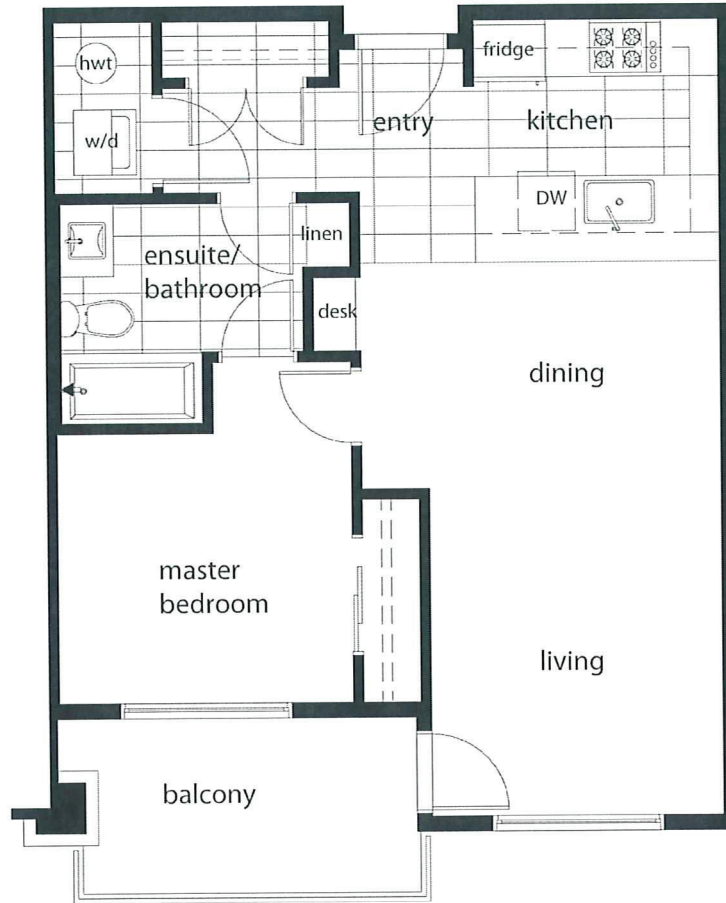 hwt
fridge
w/d
entry
kitchen
DW
linen
ensuite/
bathroom
desk
dining
master
bedroom
living
balcony